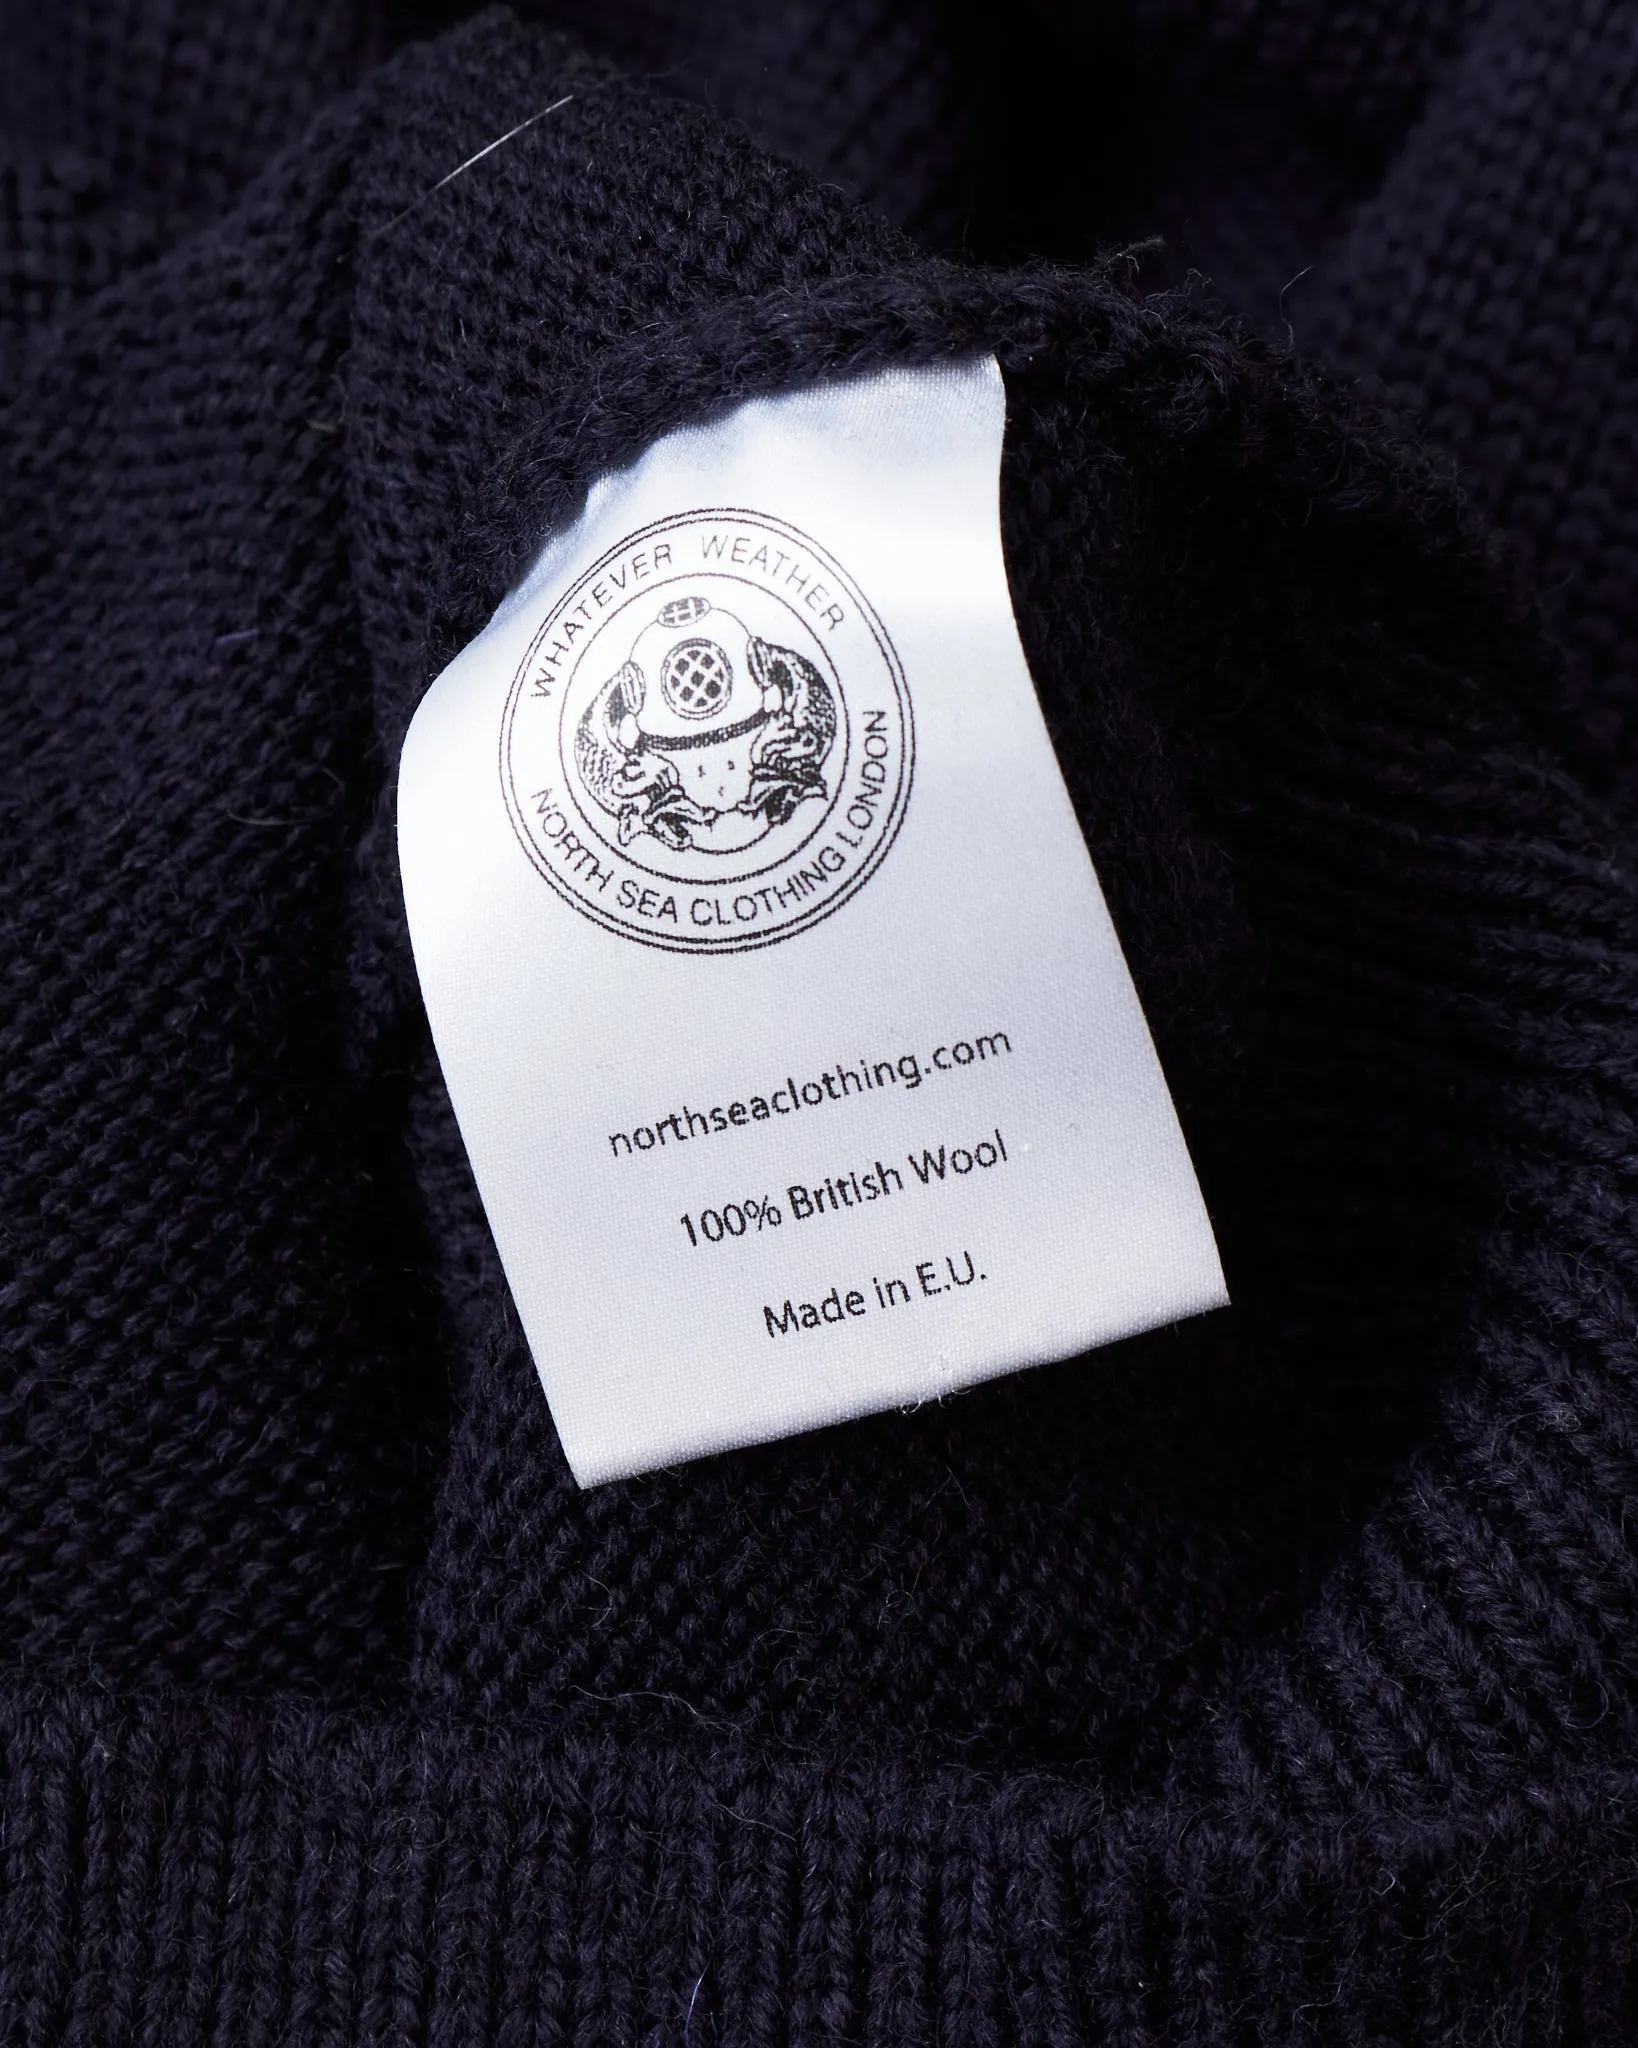 WHATEVER WEATHER
NORTH SEA CLOTHING LONDON
northseaclothing.com
100% British Wool
Made in E.U.